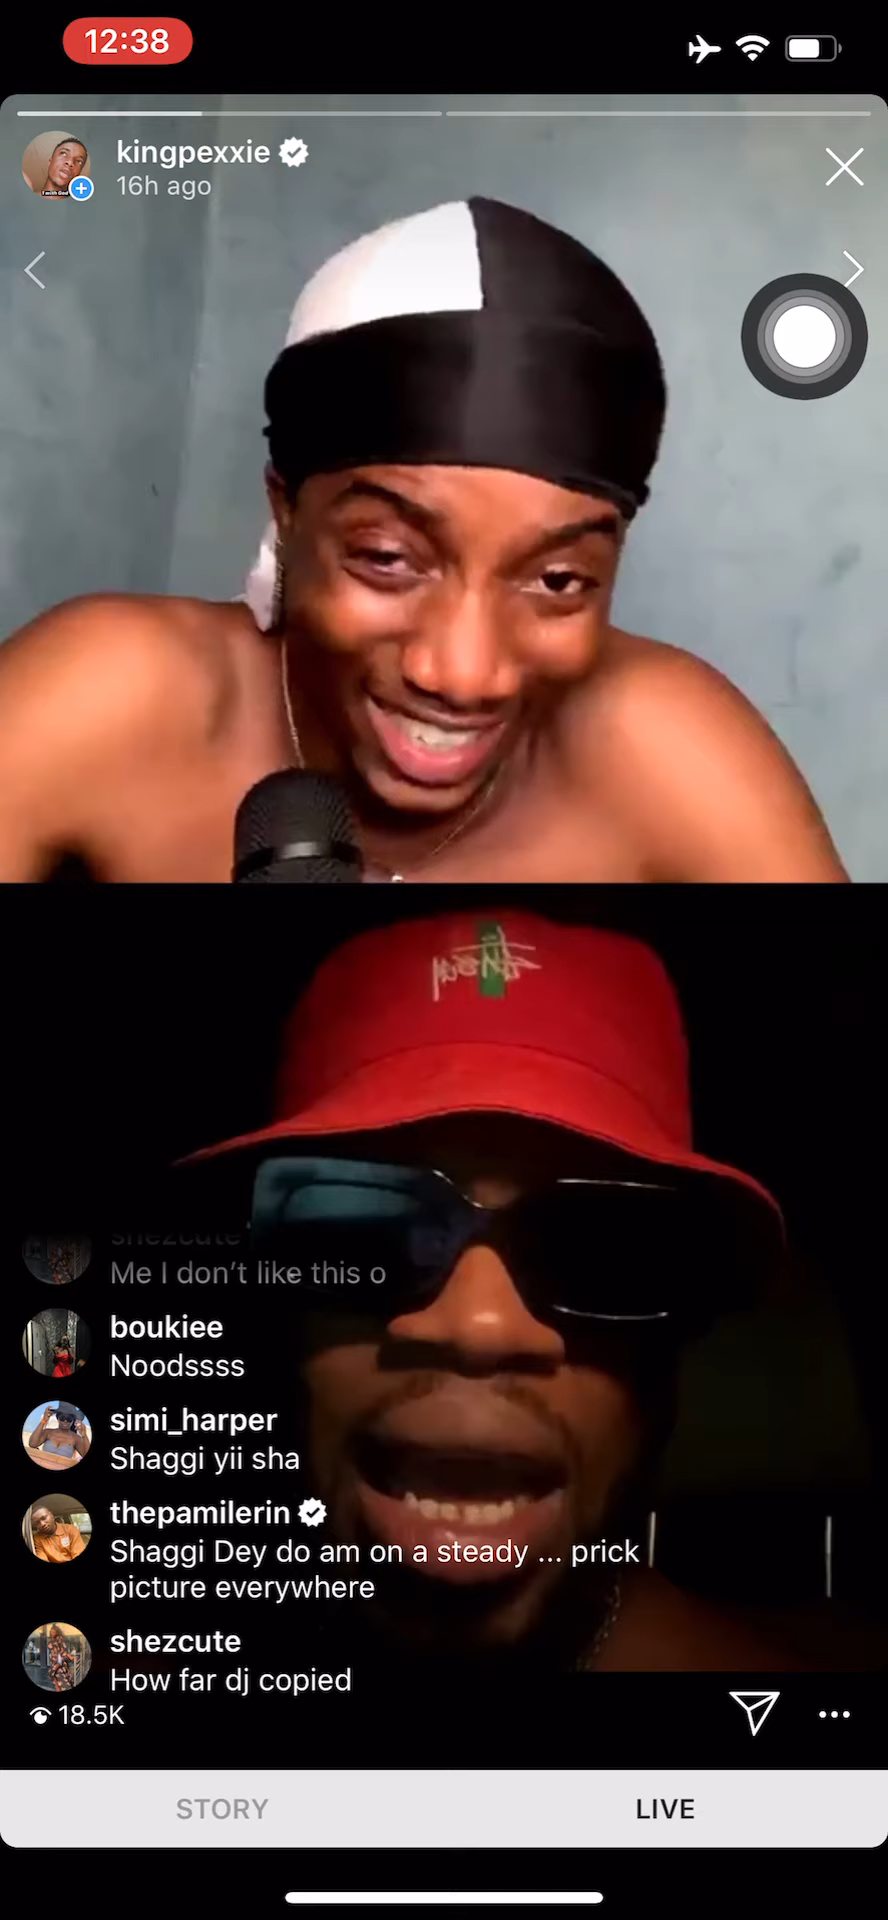 12:38
kingpexxie
16h ago
shezcute
Me I don't like this o
boukiee
Noodssss
simi_harper
Shaggi yii sha
thepamilerin
Shaggi Dey do am on a steady ... prick
picture everywhere
shezcute
How far dj copied
18.5K
STORY
LIVE